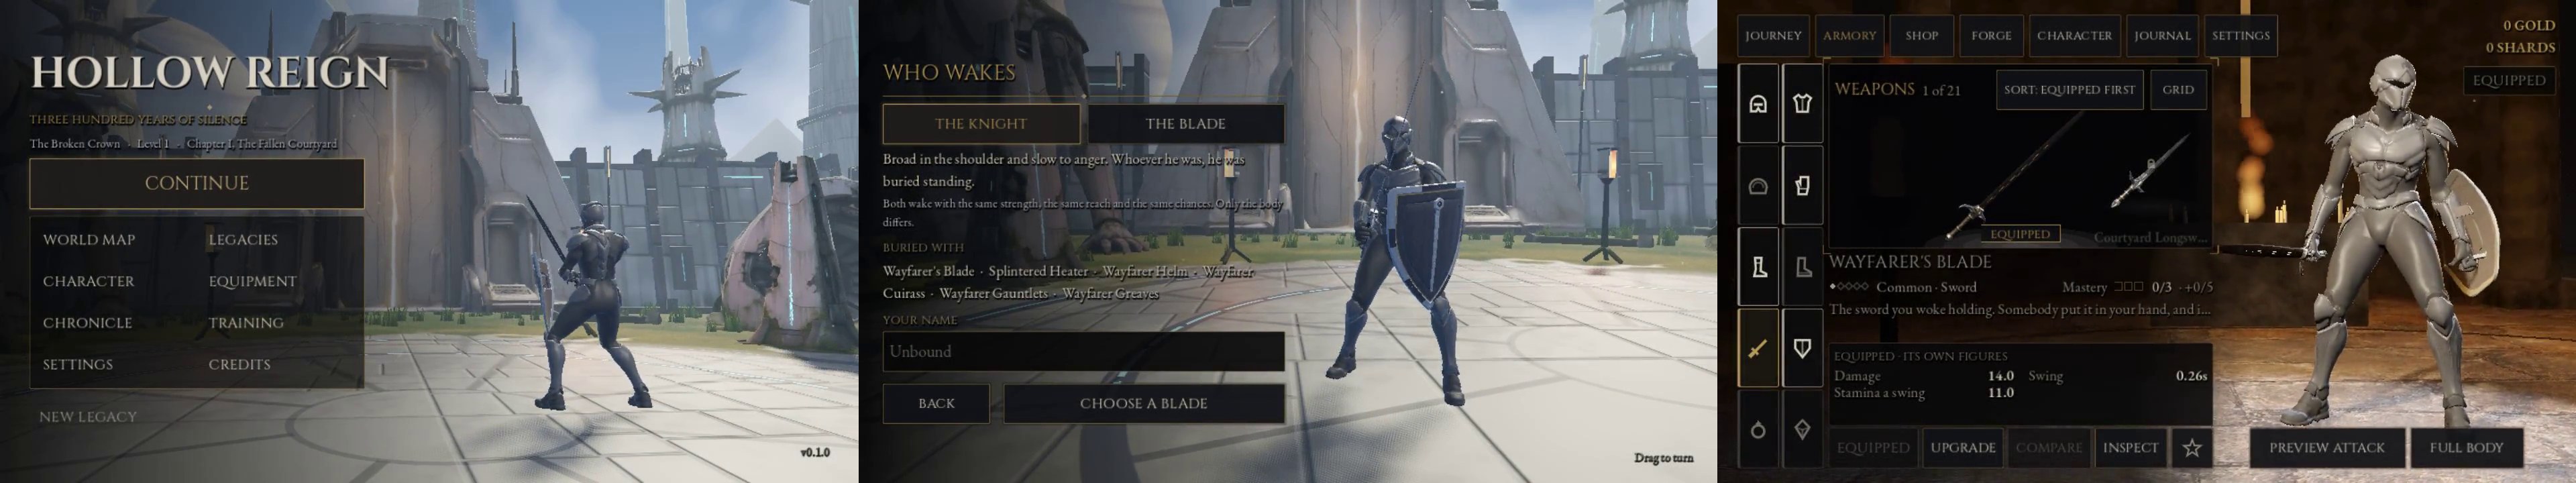 HOLLOW REIGN
THREE HUNDRED YEARS OF SILENCE
The Broken Crown · Level 1 · Chapter I. The Fallen Courtyard
CONTINUE
WORLD MAP LEGACIES
CHARACTER EQUIPMENT
CHRONICLE TRAINING
SETTINGS CREDITS
NEW LEGACY
v0.1.0
WHO WAKES
THE KNIGHT THE BLADE
Broad in the shoulder and slow to anger. Whoever he was, he was
buried standing.
Both wake with the same strength, the same reach and the same chances. Only the body
differs.
BURIED WITH
Wayfarer's Blade · Splintered Heater · Wayfarer Helm · Wayfarer
Cuirass · Wayfarer Gauntlets · Wayfarer Greaves
YOUR NAME
Unbound
BACK CHOOSE A BLADE
Drag to turn
JOURNEY ARMORY SHOP FORGE CHARACTER JOURNAL SETTINGS
0 GOLD
0 SHARDS
EQUIPPED
WEAPONS 1 of 21 SORT: EQUIPPED FIRST GRID
EQUIPPED Courtyard Longsw...
WAYFARER'S BLADE
Common · Sword Mastery 0/3 · +0/5
The sword you woke holding. Somebody put it in your hand, and i...
EQUIPPED · ITS OWN FIGURES
Damage 14.0 Swing 0.26s
Stamina a swing 11.0
EQUIPPED UPGRADE COMPARE INSPECT
PREVIEW ATTACK FULL BODY